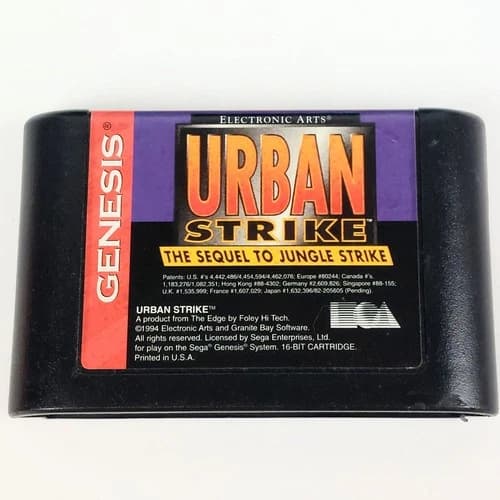 GENESIS®
ELECTRONIC ARTS®
URBAN
STRIKE™
THE SEQUEL TO JUNGLE STRIKE
Patents: U.S. #'s 4,442,486/4,454,594/4,462,076; Europe #80244; Canada #'s
1,183,276/1,082,351; Hong Kong #88-4302; Germany #2,609,826; Singapore #88-155;
U.K. #1,535,999; France #1,607,029; Japan #1,632,396/82-205605 (Pending).
URBAN STRIKE™
A product from The Edge by Foley Hi Tech.
©1994 Electronic Arts and Granite Bay Software.
All rights reserved. Licensed by Sega Enterprises, Ltd.
for play on the Sega® Genesis® System. 16-BIT CARTRIDGE.
Printed in U.S.A.
EA